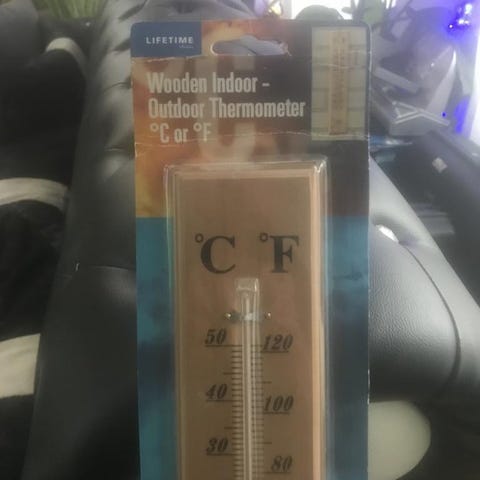 LIFETIME
Wooden Indoor -
Outdoor Thermometer
°C or °F
°C °F
50 120
40 100
30 80